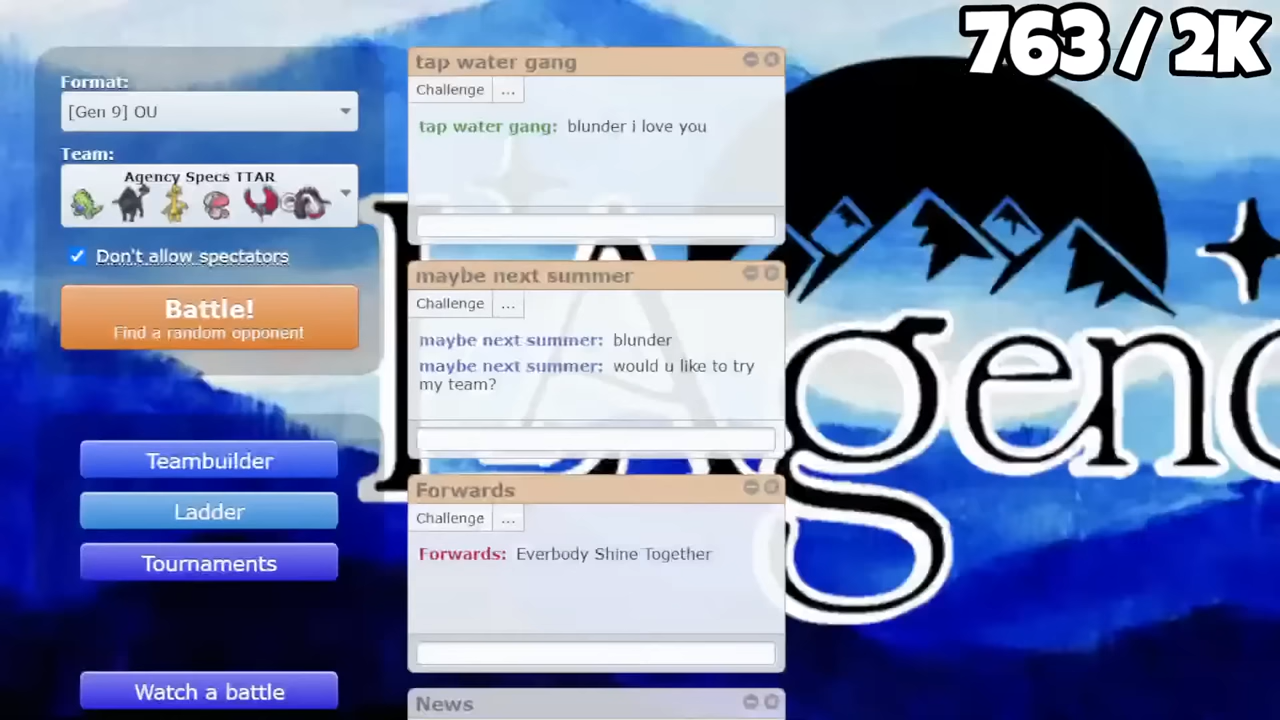 763 / 2K
Format:
[Gen 9] OU
Team:
Agency Specs TTAR
Don't allow spectators
Battle!
Find a random opponent
Teambuilder
Ladder
Tournaments
Watch a battle
tap water gang
Challenge ...
tap water gang: blunder i love you
maybe next summer
Challenge ...
maybe next summer: blunder
maybe next summer: would u like to try
my team?
Forwards
Challenge ...
Forwards: Everbody Shine Together
News